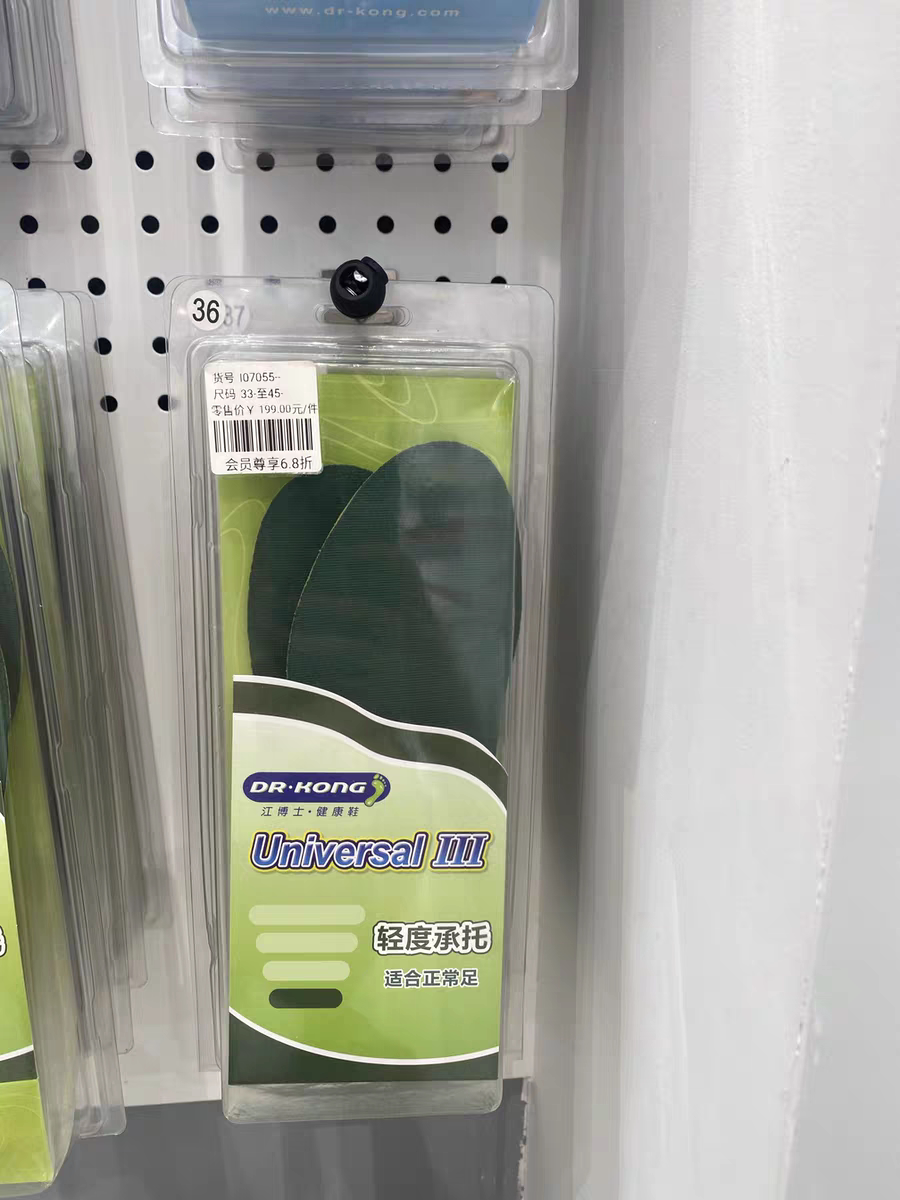 www.dr-kong.com
36
37
货号 I07055--
尺码 33-至45-
零售价¥ 199.00元/件
会员尊享6.8折
DR·KONG
江博士·健康鞋
Universal III
轻度承托
适合正常足